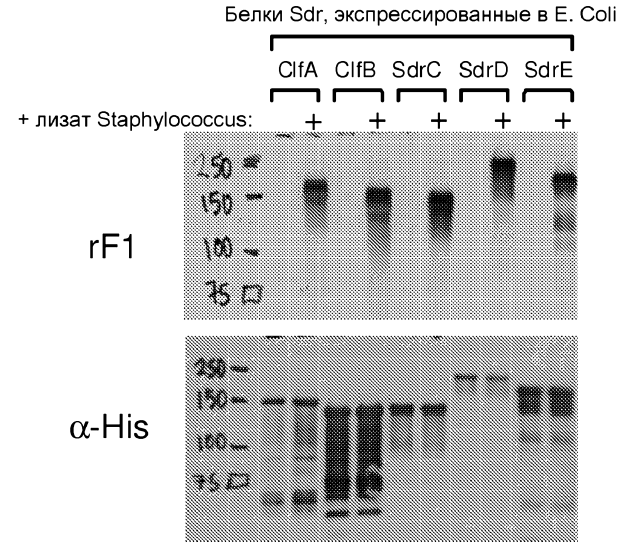 Белки Sdr, экспрессированные в E. Coli
ClfA ClfB SdrC SdrD SdrE
+ лизат Staphylococcus: + + + + +
250
150
rF1
100
75
250
150
α-His
100
75